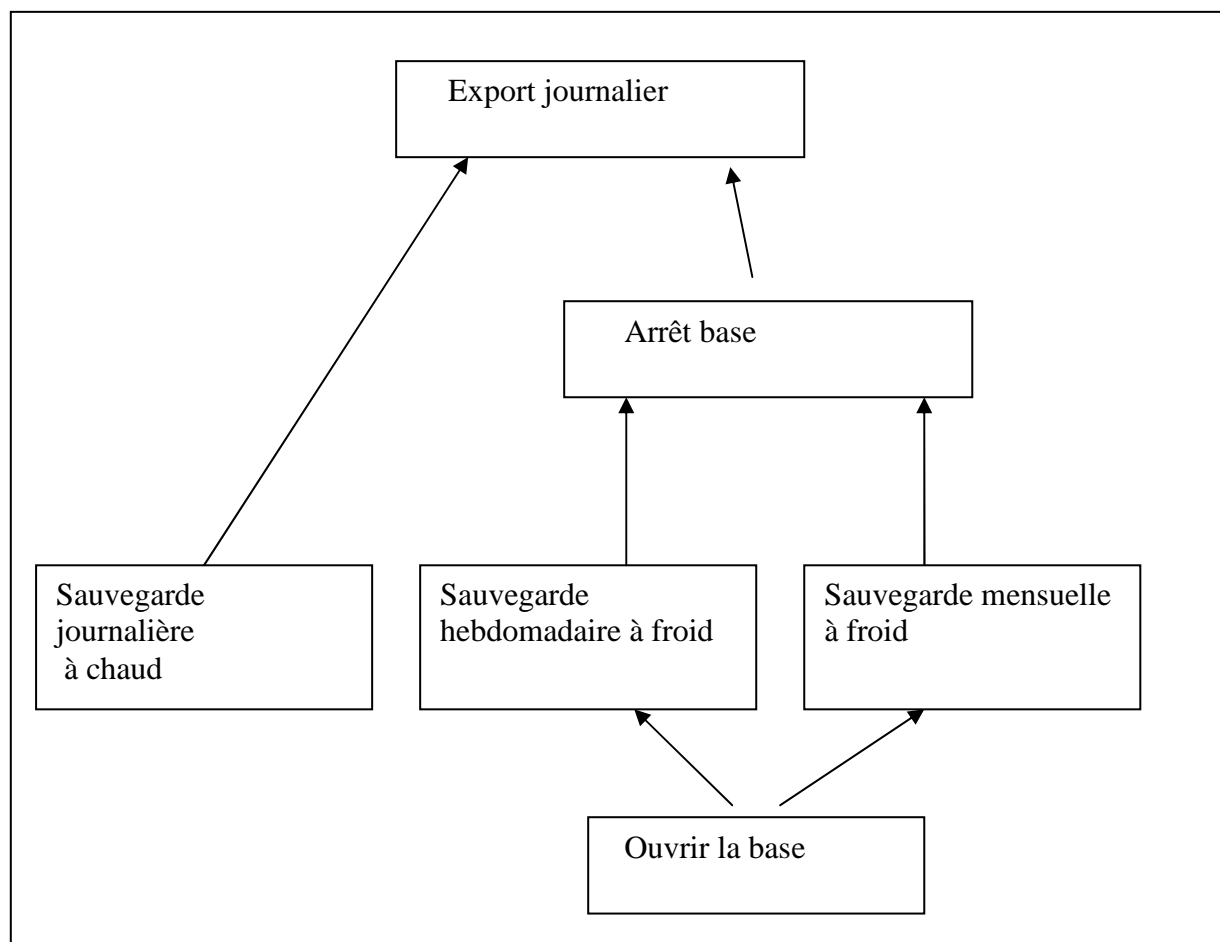 Export journalier
Arrêt base
Sauvegarde
journalière
à chaud
Sauvegarde
hebdomadaire à froid
Sauvegarde mensuelle
à froid
Ouvrir la base